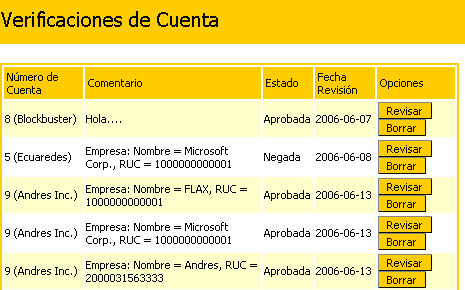 Verificaciones de Cuenta
Número de Cuenta Comentario Estado Fecha Revisión Opciones
8 (Blockbuster) Hola.... Aprobada 2006-06-07 Revisar Borrar
5 (Ecuaredes) Empresa: Nombre = Microsoft Corp., RUC = 1000000000001 Negada 2006-06-08 Revisar Borrar
9 (Andres Inc.) Empresa: Nombre = FLAX, RUC = 1000000000001 Aprobada 2006-06-13 Revisar Borrar
9 (Andres Inc.) Empresa: Nombre = Microsoft Corp., RUC = 1000000000001 Aprobada 2006-06-13 Revisar Borrar
9 (Andres Inc.) Empresa: Nombre = Andres, RUC = 2000031563333 Aprobada 2006-06-13 Revisar Borrar